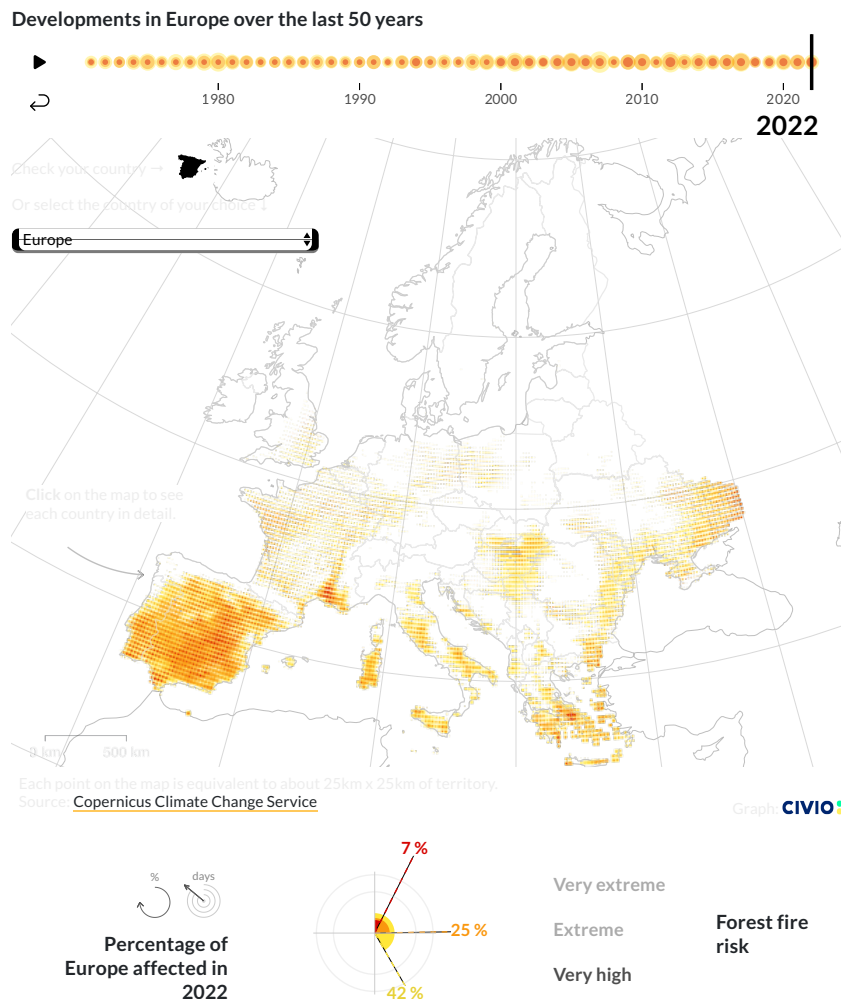 Developments in Europe over the last 50 years
1980
1990
2000
2010
2020
2022
Check your country →
Or select the country of your choice ↓
Europe
Click on the map to see
each country in detail.
0 km
500 km
Each point on the map is equivalent to about 25km x 25km of territory.
Source: Copernicus Climate Change Service
Graph: CIVIO
7 %
% days
Very extreme
25 %
Extreme
Forest fire
risk
Percentage of
Europe affected in
2022
Very high
42 %